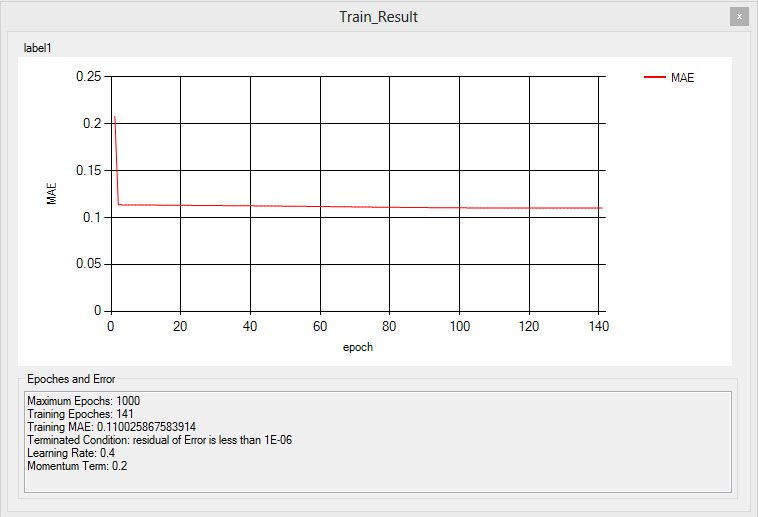 Train_Result
x
label1
MAE
0.25
0.2
0.15
0.1
0.05
0
MAE
0 20 40 60 80 100 120 140
epoch
Epoches and Error
Maximum Epochs: 1000
Training Epoches: 141
Training MAE: 0.110025867583914
Terminated Condition: residual of Error is less than 1E-06
Learning Rate: 0.4
Momentum Term: 0.2